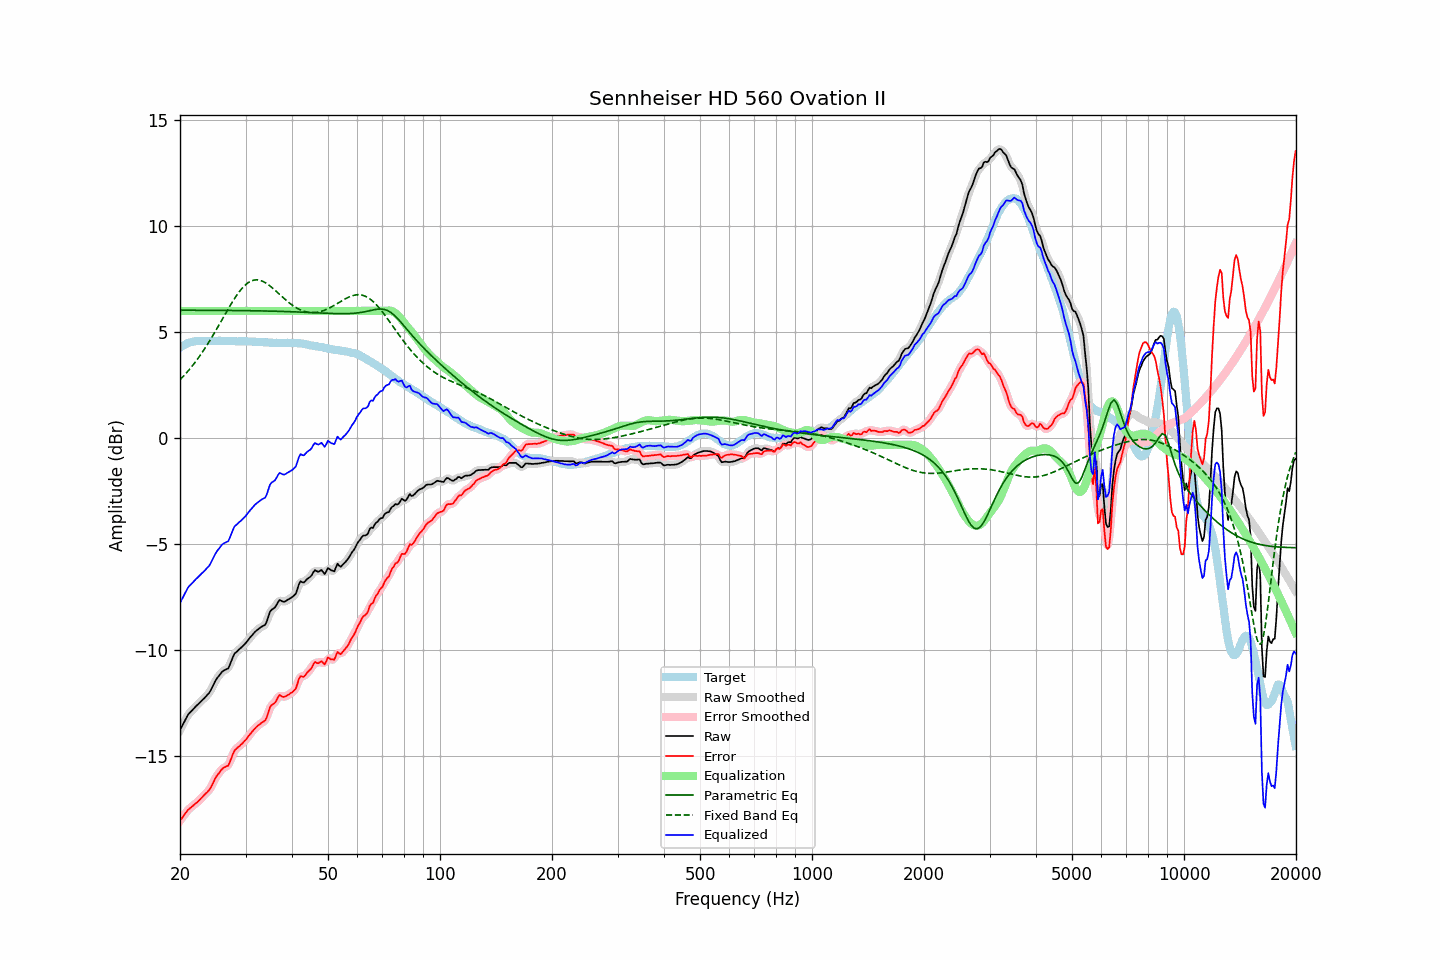 Sennheiser HD 560 Ovation II
Amplitude (dBr)
15
10
5
0
−5
−10
−15
Target
Raw Smoothed
Error Smoothed
Raw
Error
Equalization
Parametric Eq
Fixed Band Eq
Equalized
20
50
100
200
500
1000
2000
5000
10000
20000
Frequency (Hz)